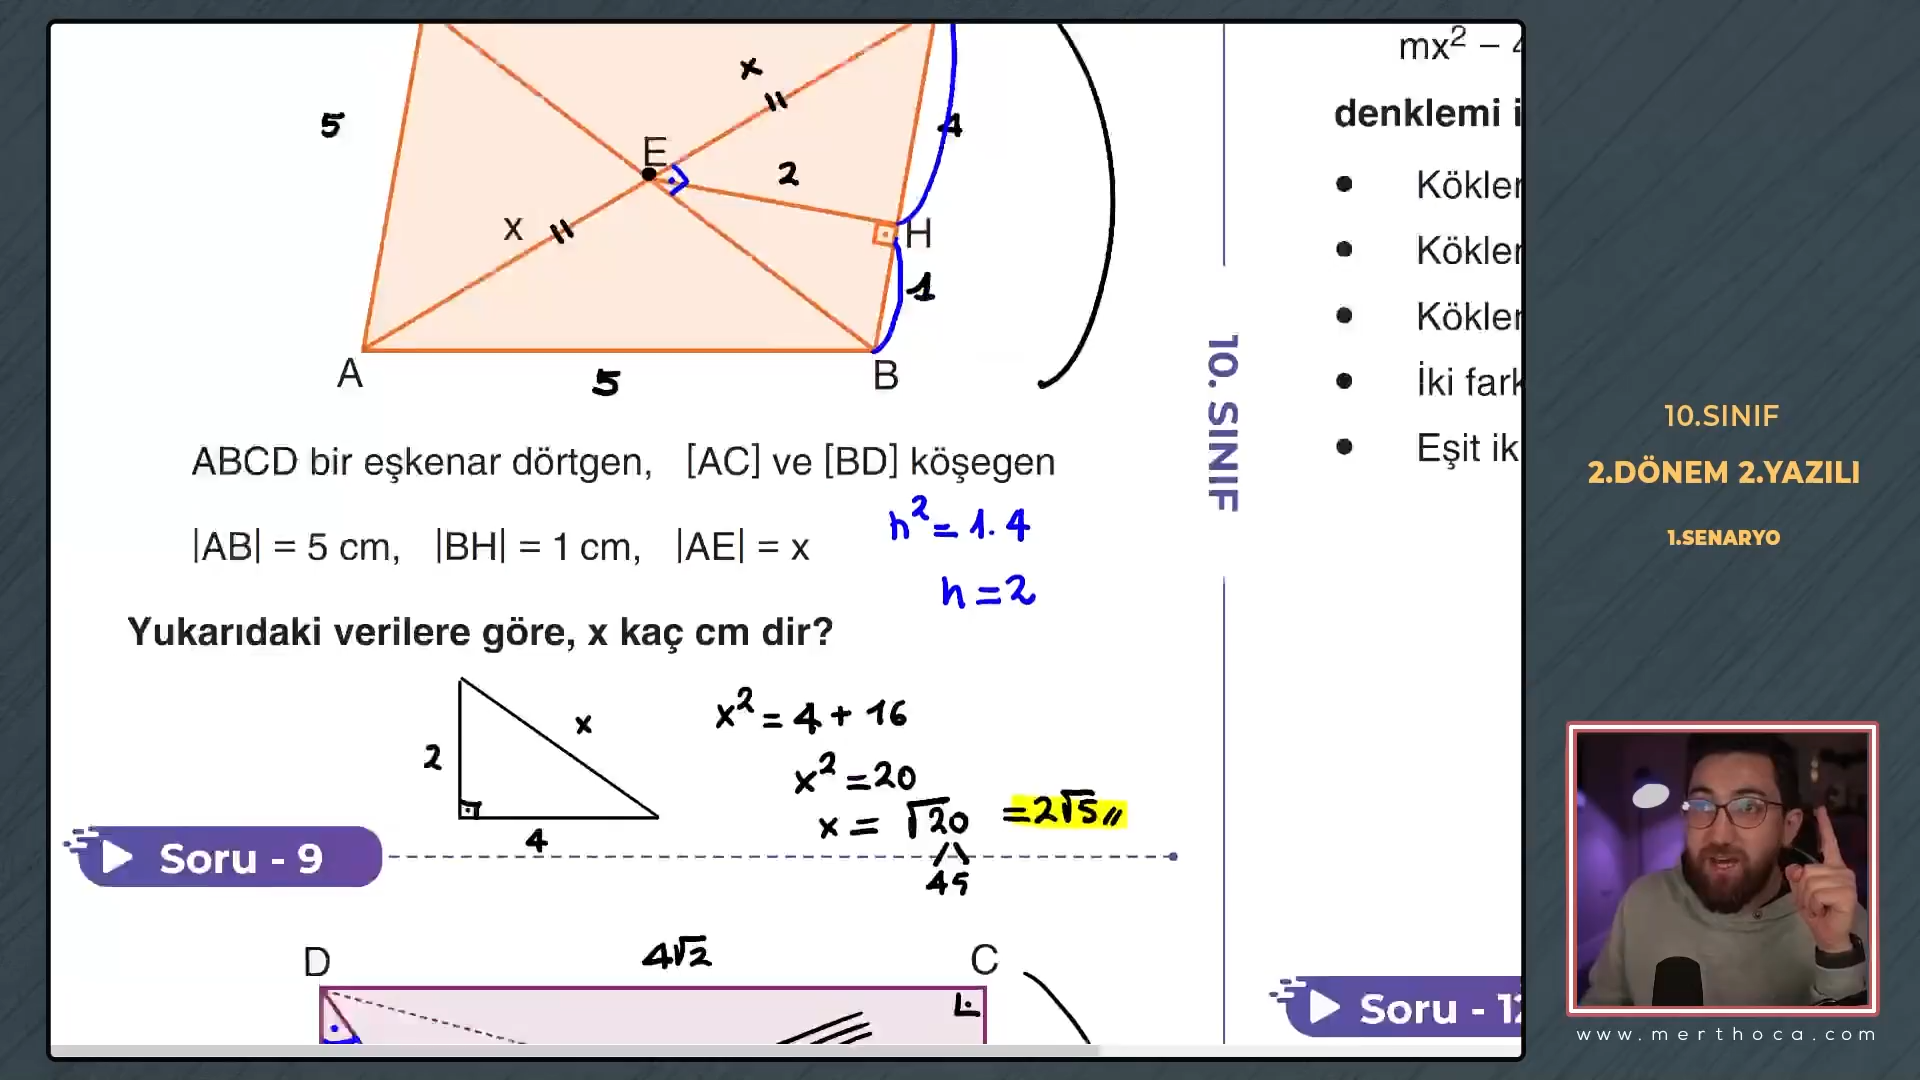 x
5
4
E
2
x
H
1
A
5
B
ABCD bir eşkenar dörtgen, [AC] ve [BD] köşegen
|AB| = 5 cm, |BH| = 1 cm, |AE| = x
h² = 1.4
h = 2
Yukarıdaki verilere göre, x kaç cm dir?
2
x
4
x² = 4 + 16
x² = 20
x = √20 = 2√5 //
4 5
Soru - 9
D
4√2
C
10. SINIF
mx² –
denklemi i
• Kökler
• Kökler
• Kökler
• İki fark
• Eşit ik
Soru - 12
10.SINIF
2.DÖNEM 2.YAZILI
1.SENARYO
www.merthoca.com